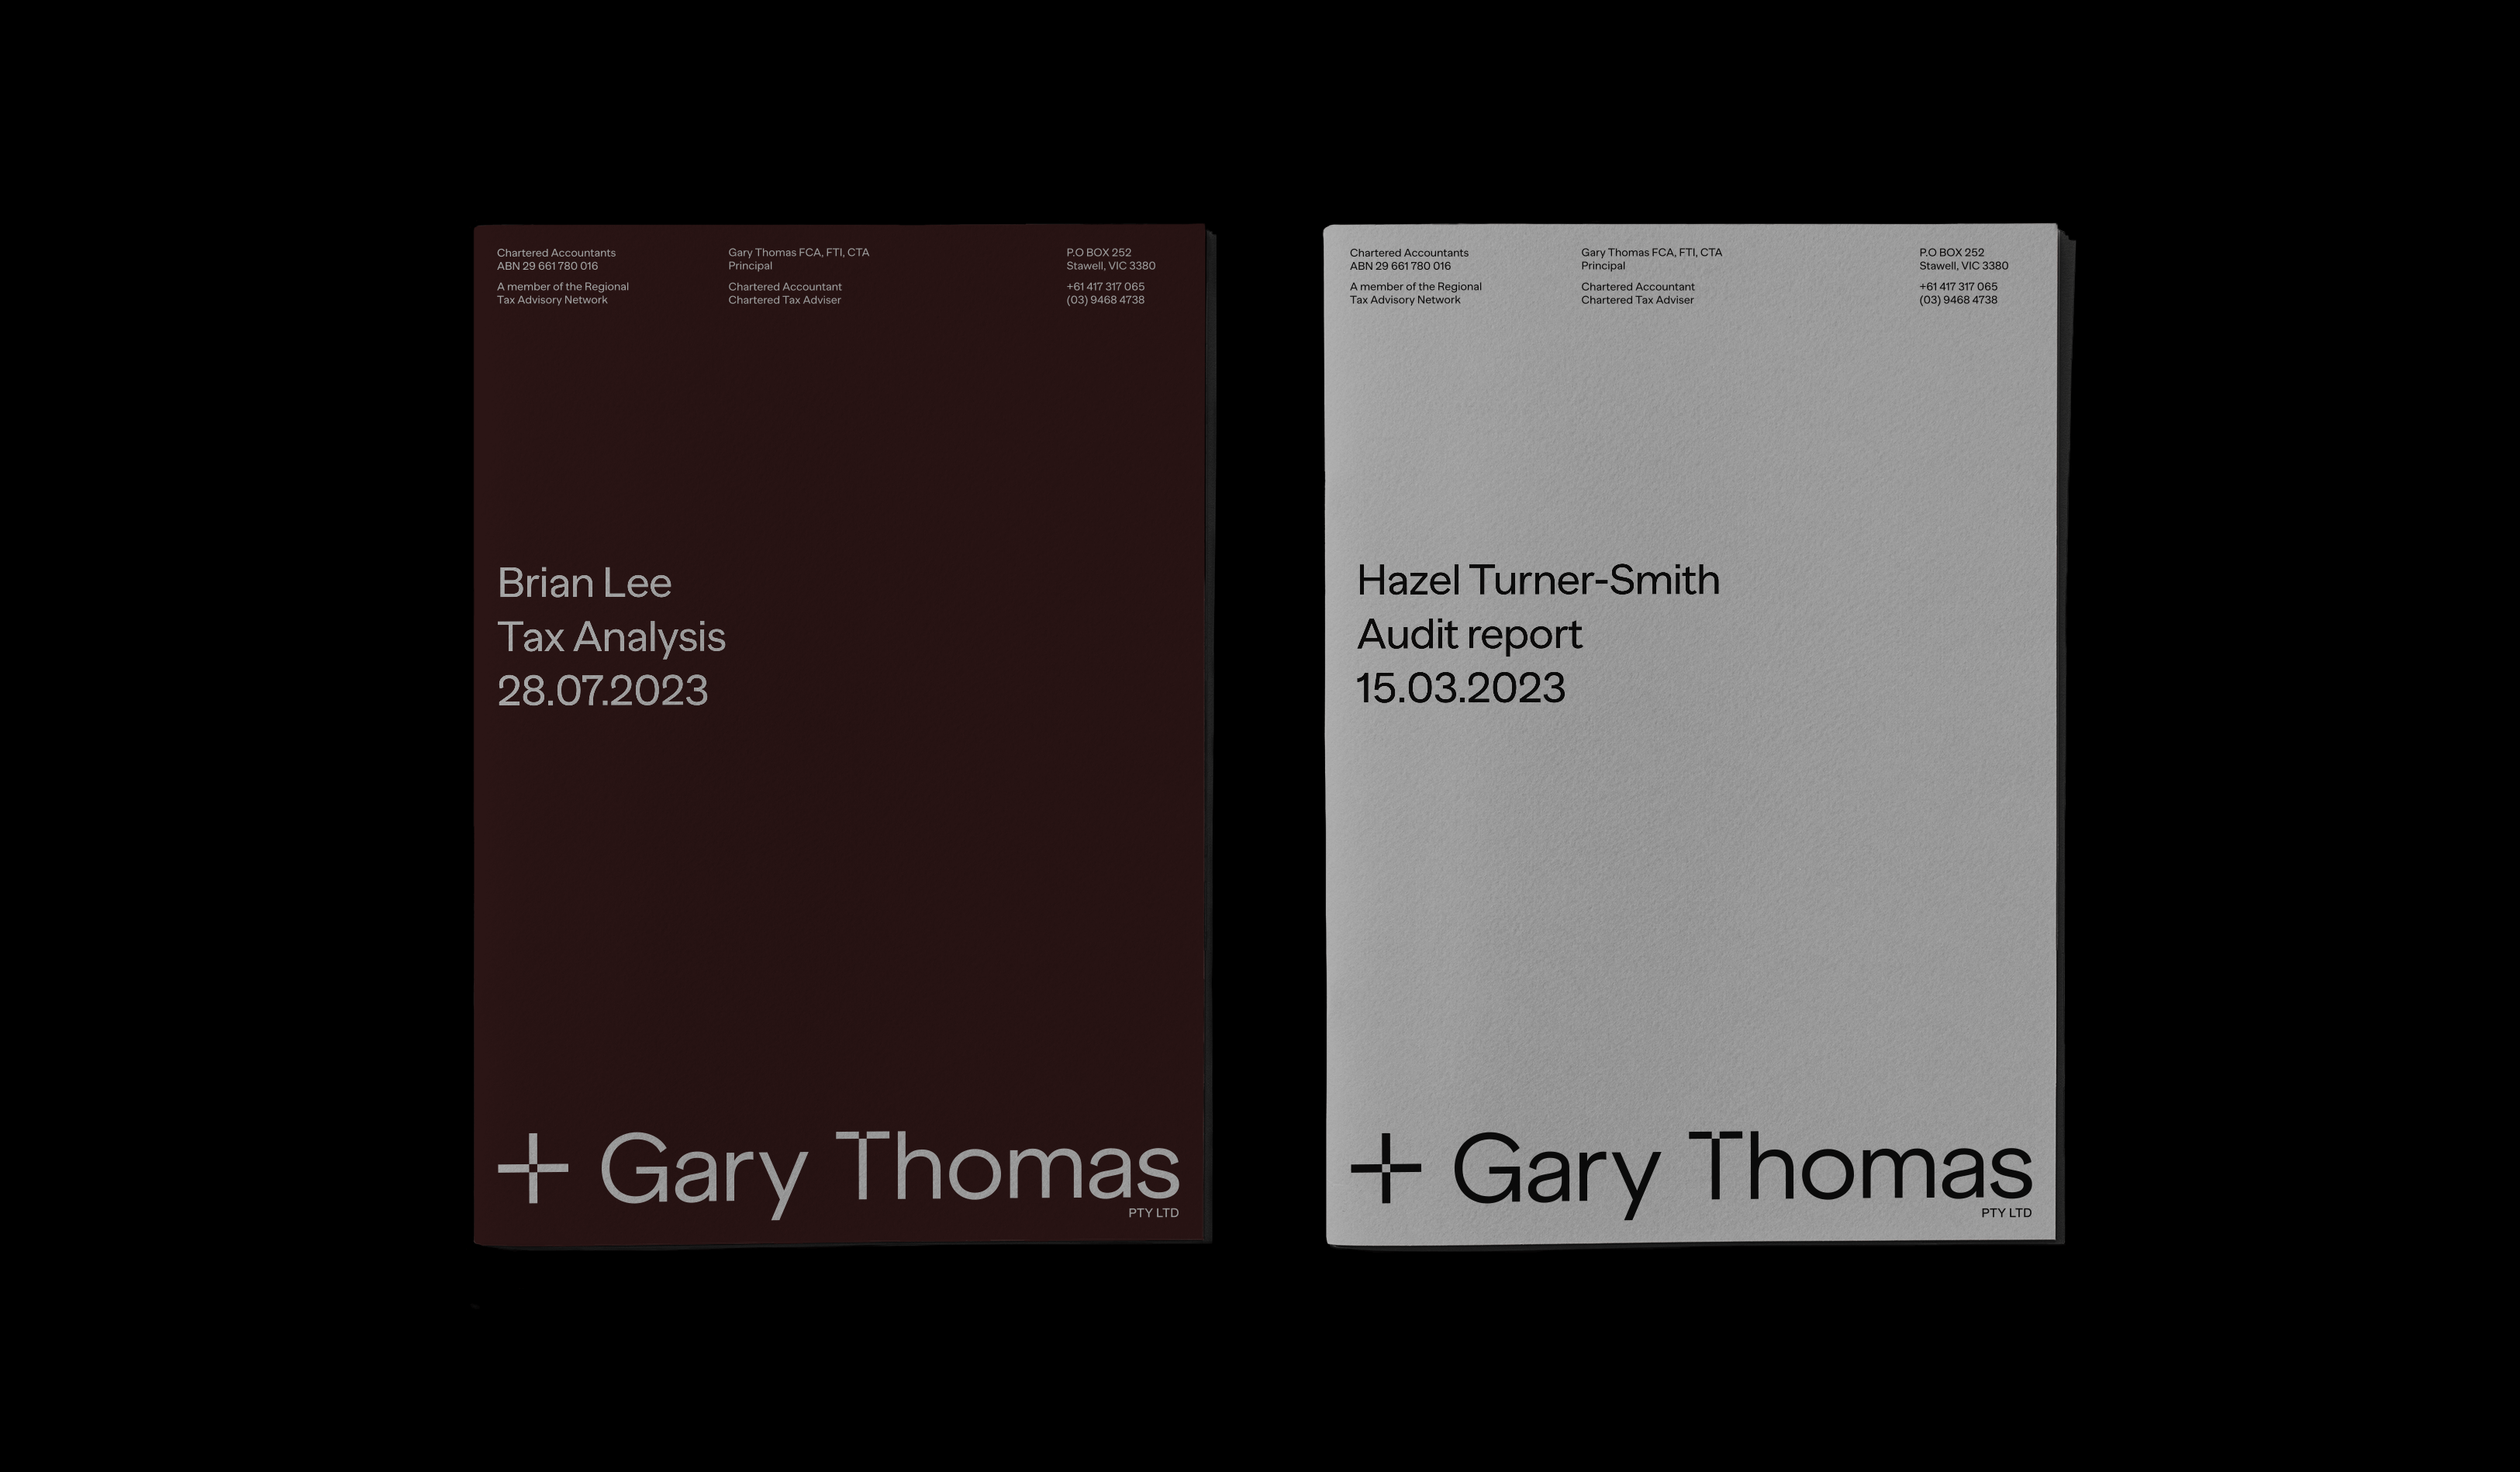 Chartered Accountants
ABN 29 661 780 016
A member of the Regional
Tax Advisory Network
Gary Thomas FCA, FTI, CTA
Principal
Chartered Accountant
Chartered Tax Adviser
P.O BOX 252
Stawell, VIC 3380
+61 417 317 065
(03) 9468 4738
Brian Lee
Tax Analysis
28.07.2023
+ Gary Thomas
PTY LTD
Chartered Accountants
ABN 29 661 780 016
A member of the Regional
Tax Advisory Network
Gary Thomas FCA, FTI, CTA
Principal
Chartered Accountant
Chartered Tax Adviser
P.O BOX 252
Stawell, VIC 3380
+61 417 317 065
(03) 9468 4738
Hazel Turner-Smith
Audit report
15.03.2023
+ Gary Thomas
PTY LTD